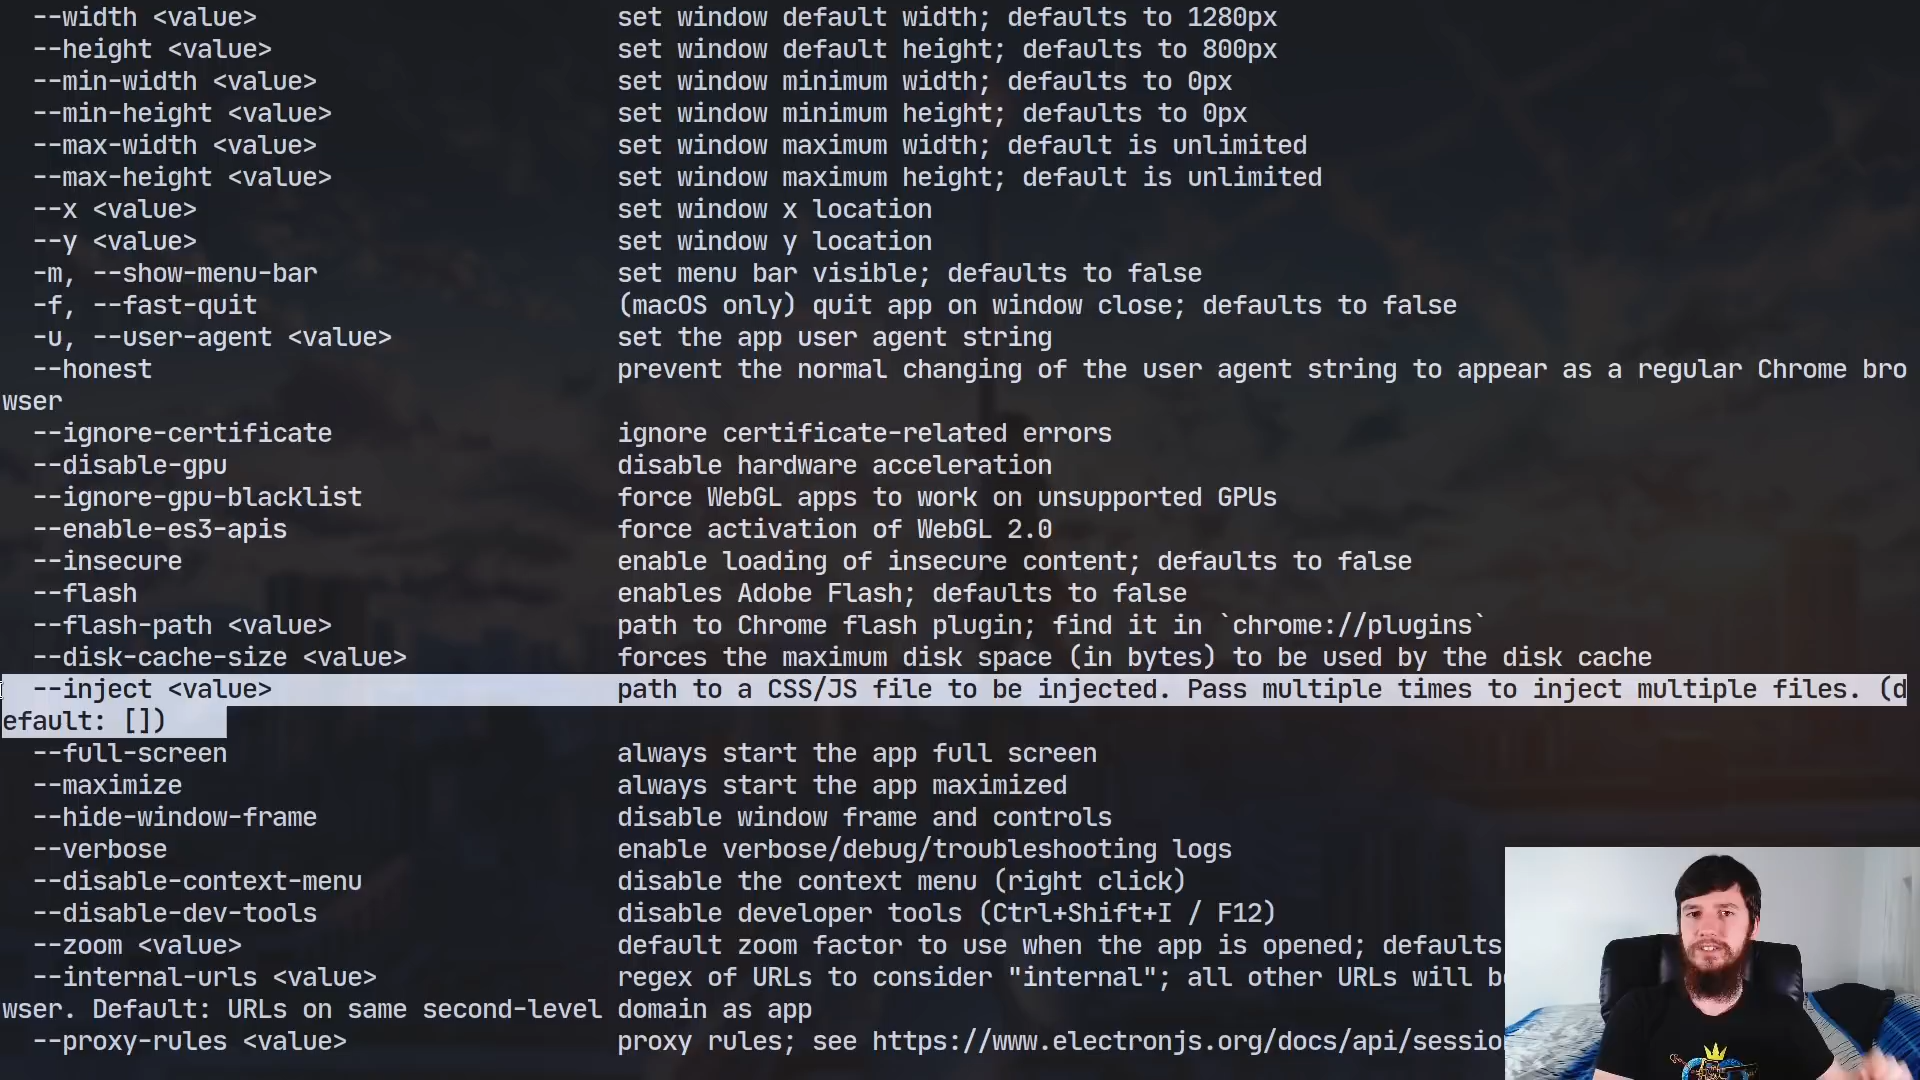 --width <value> set window default width; defaults to 1280px
--height <value> set window default height; defaults to 800px
--min-width <value> set window minimum width; defaults to 0px
--min-height <value> set window minimum height; defaults to 0px
--max-width <value> set window maximum width; default is unlimited
--max-height <value> set window maximum height; default is unlimited
--x <value> set window x location
--y <value> set window y location
-m, --show-menu-bar set menu bar visible; defaults to false
-f, --fast-quit (macOS only) quit app on window close; defaults to false
-u, --user-agent <value> set the app user agent string
--honest prevent the normal changing of the user agent string to appear as a regular Chrome bro
wser
--ignore-certificate ignore certificate-related errors
--disable-gpu disable hardware acceleration
--ignore-gpu-blacklist force WebGL apps to work on unsupported GPUs
--enable-es3-apis force activation of WebGL 2.0
--insecure enable loading of insecure content; defaults to false
--flash enables Adobe Flash; defaults to false
--flash-path <value> path to Chrome flash plugin; find it in `chrome://plugins`
--disk-cache-size <value> forces the maximum disk space (in bytes) to be used by the disk cache
--inject <value> path to a CSS/JS file to be injected. Pass multiple times to inject multiple files. (d
efault: [])
--full-screen always start the app full screen
--maximize always start the app maximized
--hide-window-frame disable window frame and controls
--verbose enable verbose/debug/troubleshooting logs
--disable-context-menu disable the context menu (right click)
--disable-dev-tools disable developer tools (Ctrl+Shift+I / F12)
--zoom <value> default zoom factor to use when the app is opened; defaults
--internal-urls <value> regex of URLs to consider "internal"; all other URLs will b
wser. Default: URLs on same second-level domain as app
--proxy-rules <value> proxy rules; see https://www.electronjs.org/docs/api/sessio